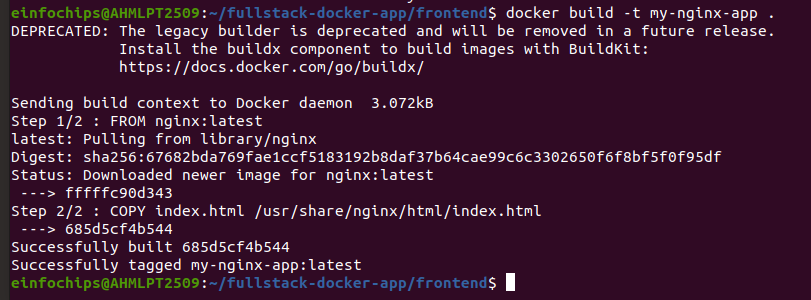 einfochips@AHMLPT2509:~/fullstack-docker-app/frontend$ docker build -t my-nginx-app .
DEPRECATED: The legacy builder is deprecated and will be removed in a future release.
            Install the buildx component to build images with BuildKit:
            https://docs.docker.com/go/buildx/

Sending build context to Docker daemon  3.072kB
Step 1/2 : FROM nginx:latest
latest: Pulling from library/nginx
Digest: sha256:67682bda769fae1ccf5183192b8daf37b64cae99c6c3302650f6f8bf5f0f95df
Status: Downloaded newer image for nginx:latest
 ---> fffffc90d343
Step 2/2 : COPY index.html /usr/share/nginx/html/index.html
 ---> 685d5cf4b544
Successfully built 685d5cf4b544
Successfully tagged my-nginx-app:latest
einfochips@AHMLPT2509:~/fullstack-docker-app/frontend$